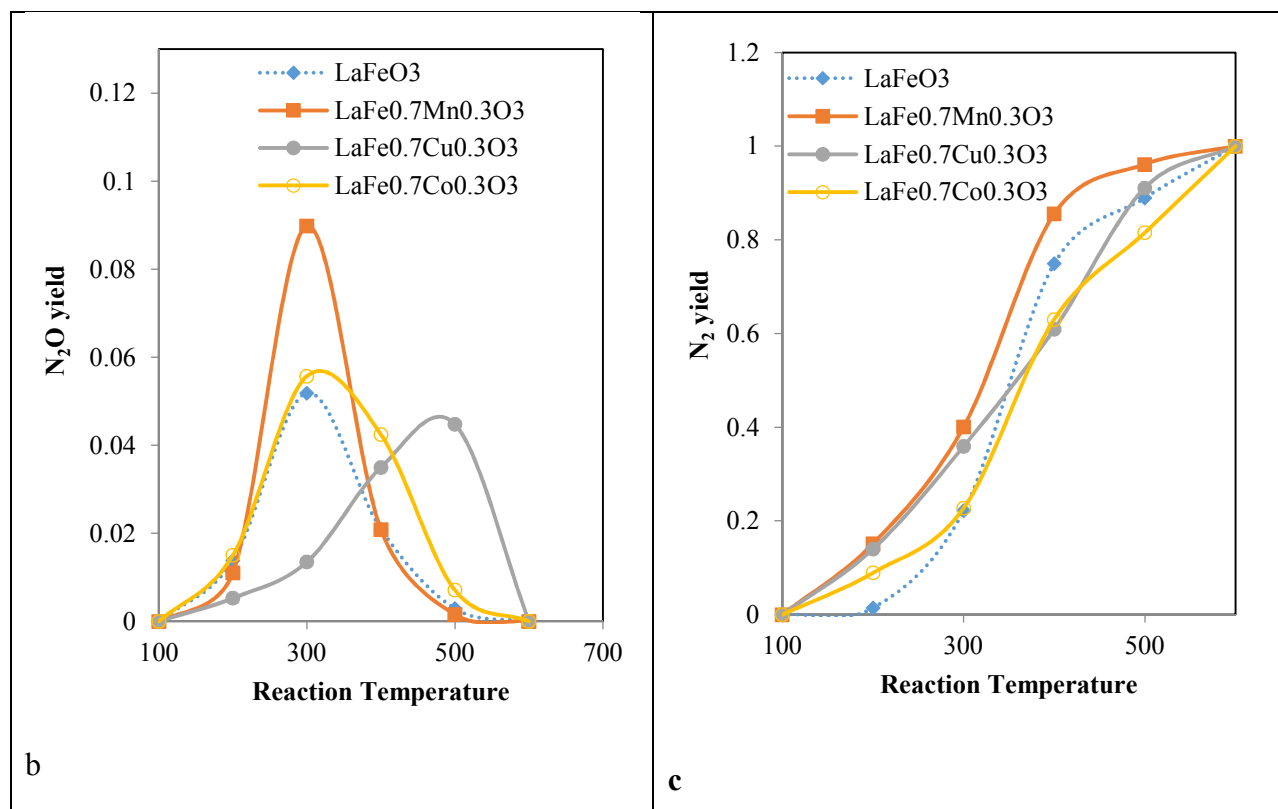 0.12
0.1
0.08
0.06
0.04
0.02
0
N₂O yield
LaFeO3
LaFe0.7Mn0.3O3
LaFe0.7Cu0.3O3
LaFe0.7Co0.3O3
100 300 500 700
Reaction Temperature
b
1.2
1
0.8
0.6
0.4
0.2
0
N₂ yield
LaFeO3
LaFe0.7Mn0.3O3
LaFe0.7Cu0.3O3
LaFe0.7Co0.3O3
100 300 500
Reaction Temperature
c